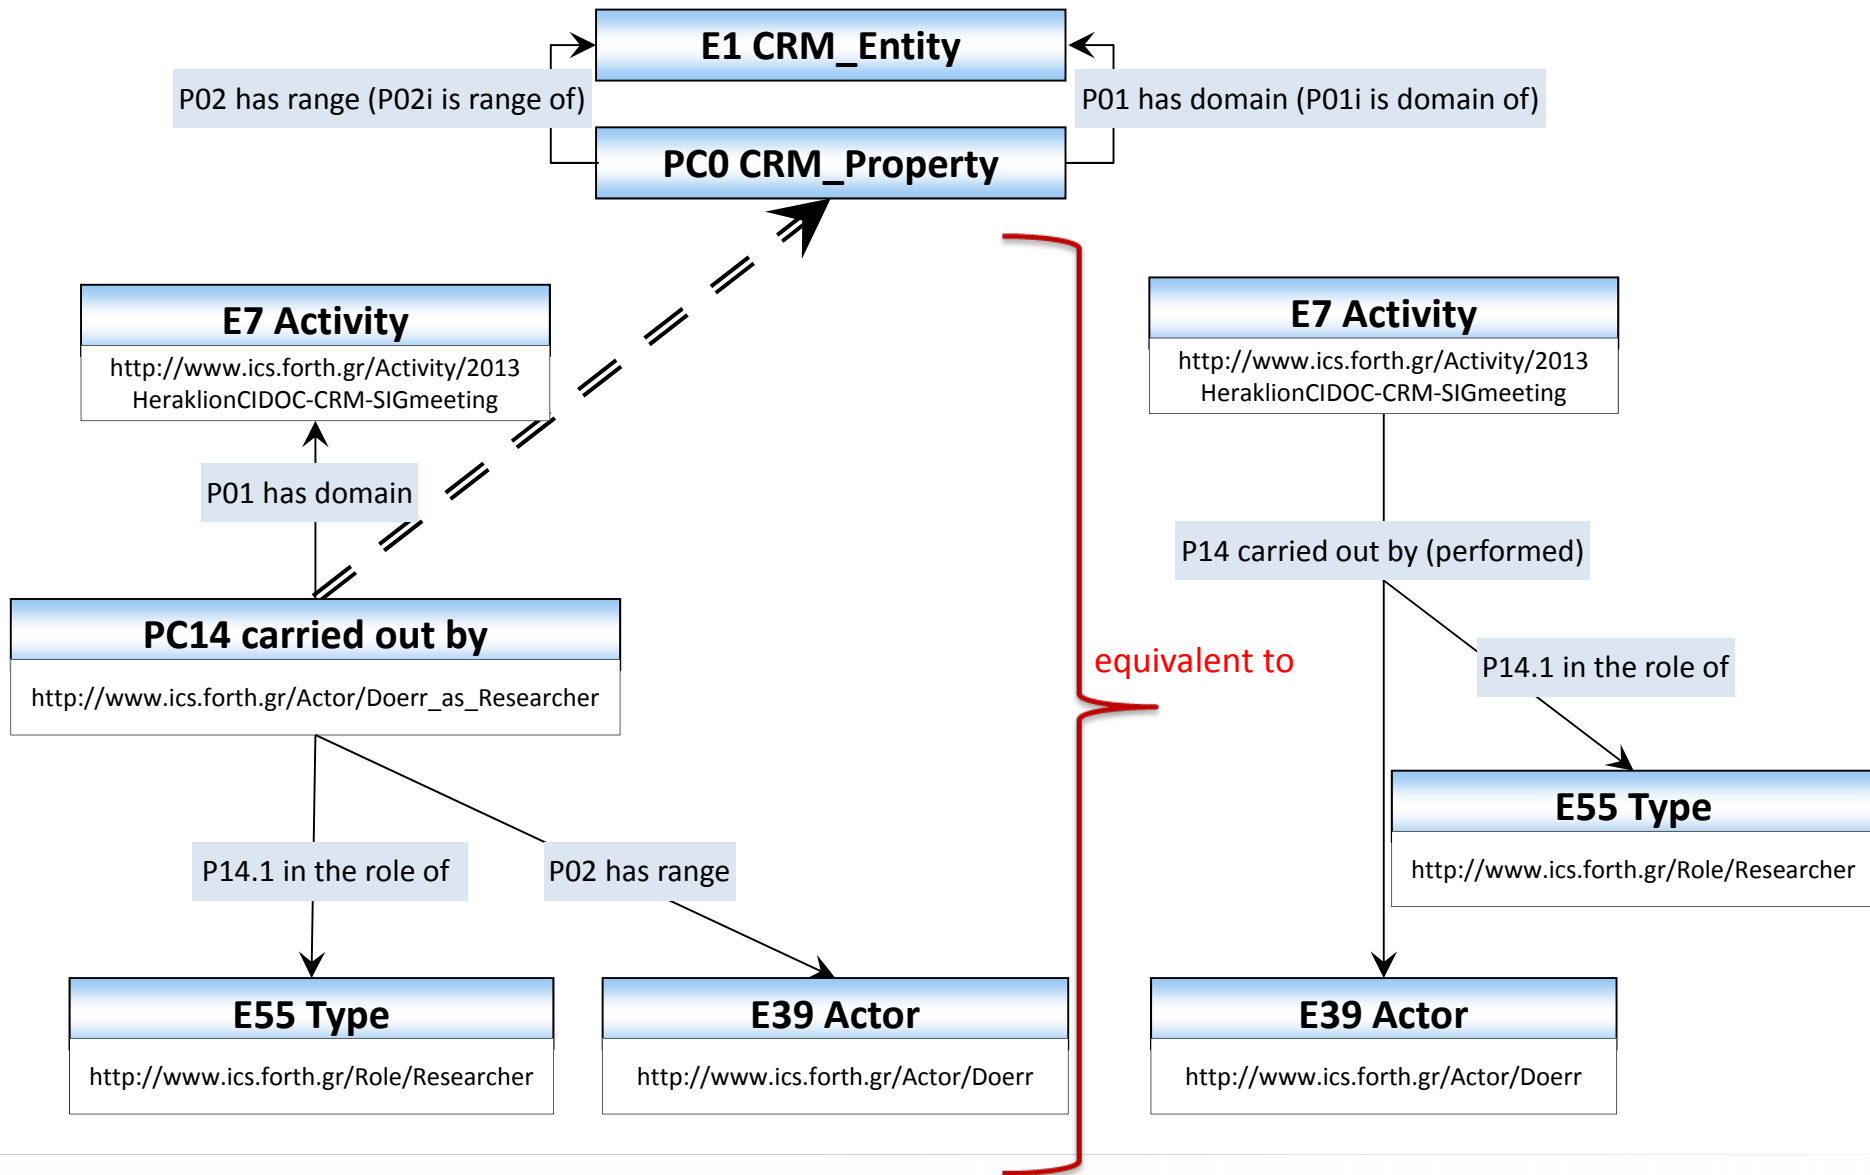 E1 CRM_Entity
P02 has range (P02i is range of)
P01 has domain (P01i is domain of)
PC0 CRM_Property
E7 Activity
http://www.ics.forth.gr/Activity/2013
HeraklionCIDOC-CRM-SIGmeeting
P01 has domain
PC14 carried out by
http://www.ics.forth.gr/Actor/Doerr_as_Researcher
P14.1 in the role of
P02 has range
E55 Type
http://www.ics.forth.gr/Role/Researcher
E39 Actor
http://www.ics.forth.gr/Actor/Doerr
equivalent to
E7 Activity
http://www.ics.forth.gr/Activity/2013
HeraklionCIDOC-CRM-SIGmeeting
P14 carried out by (performed)
P14.1 in the role of
E55 Type
http://www.ics.forth.gr/Role/Researcher
E39 Actor
http://www.ics.forth.gr/Actor/Doerr